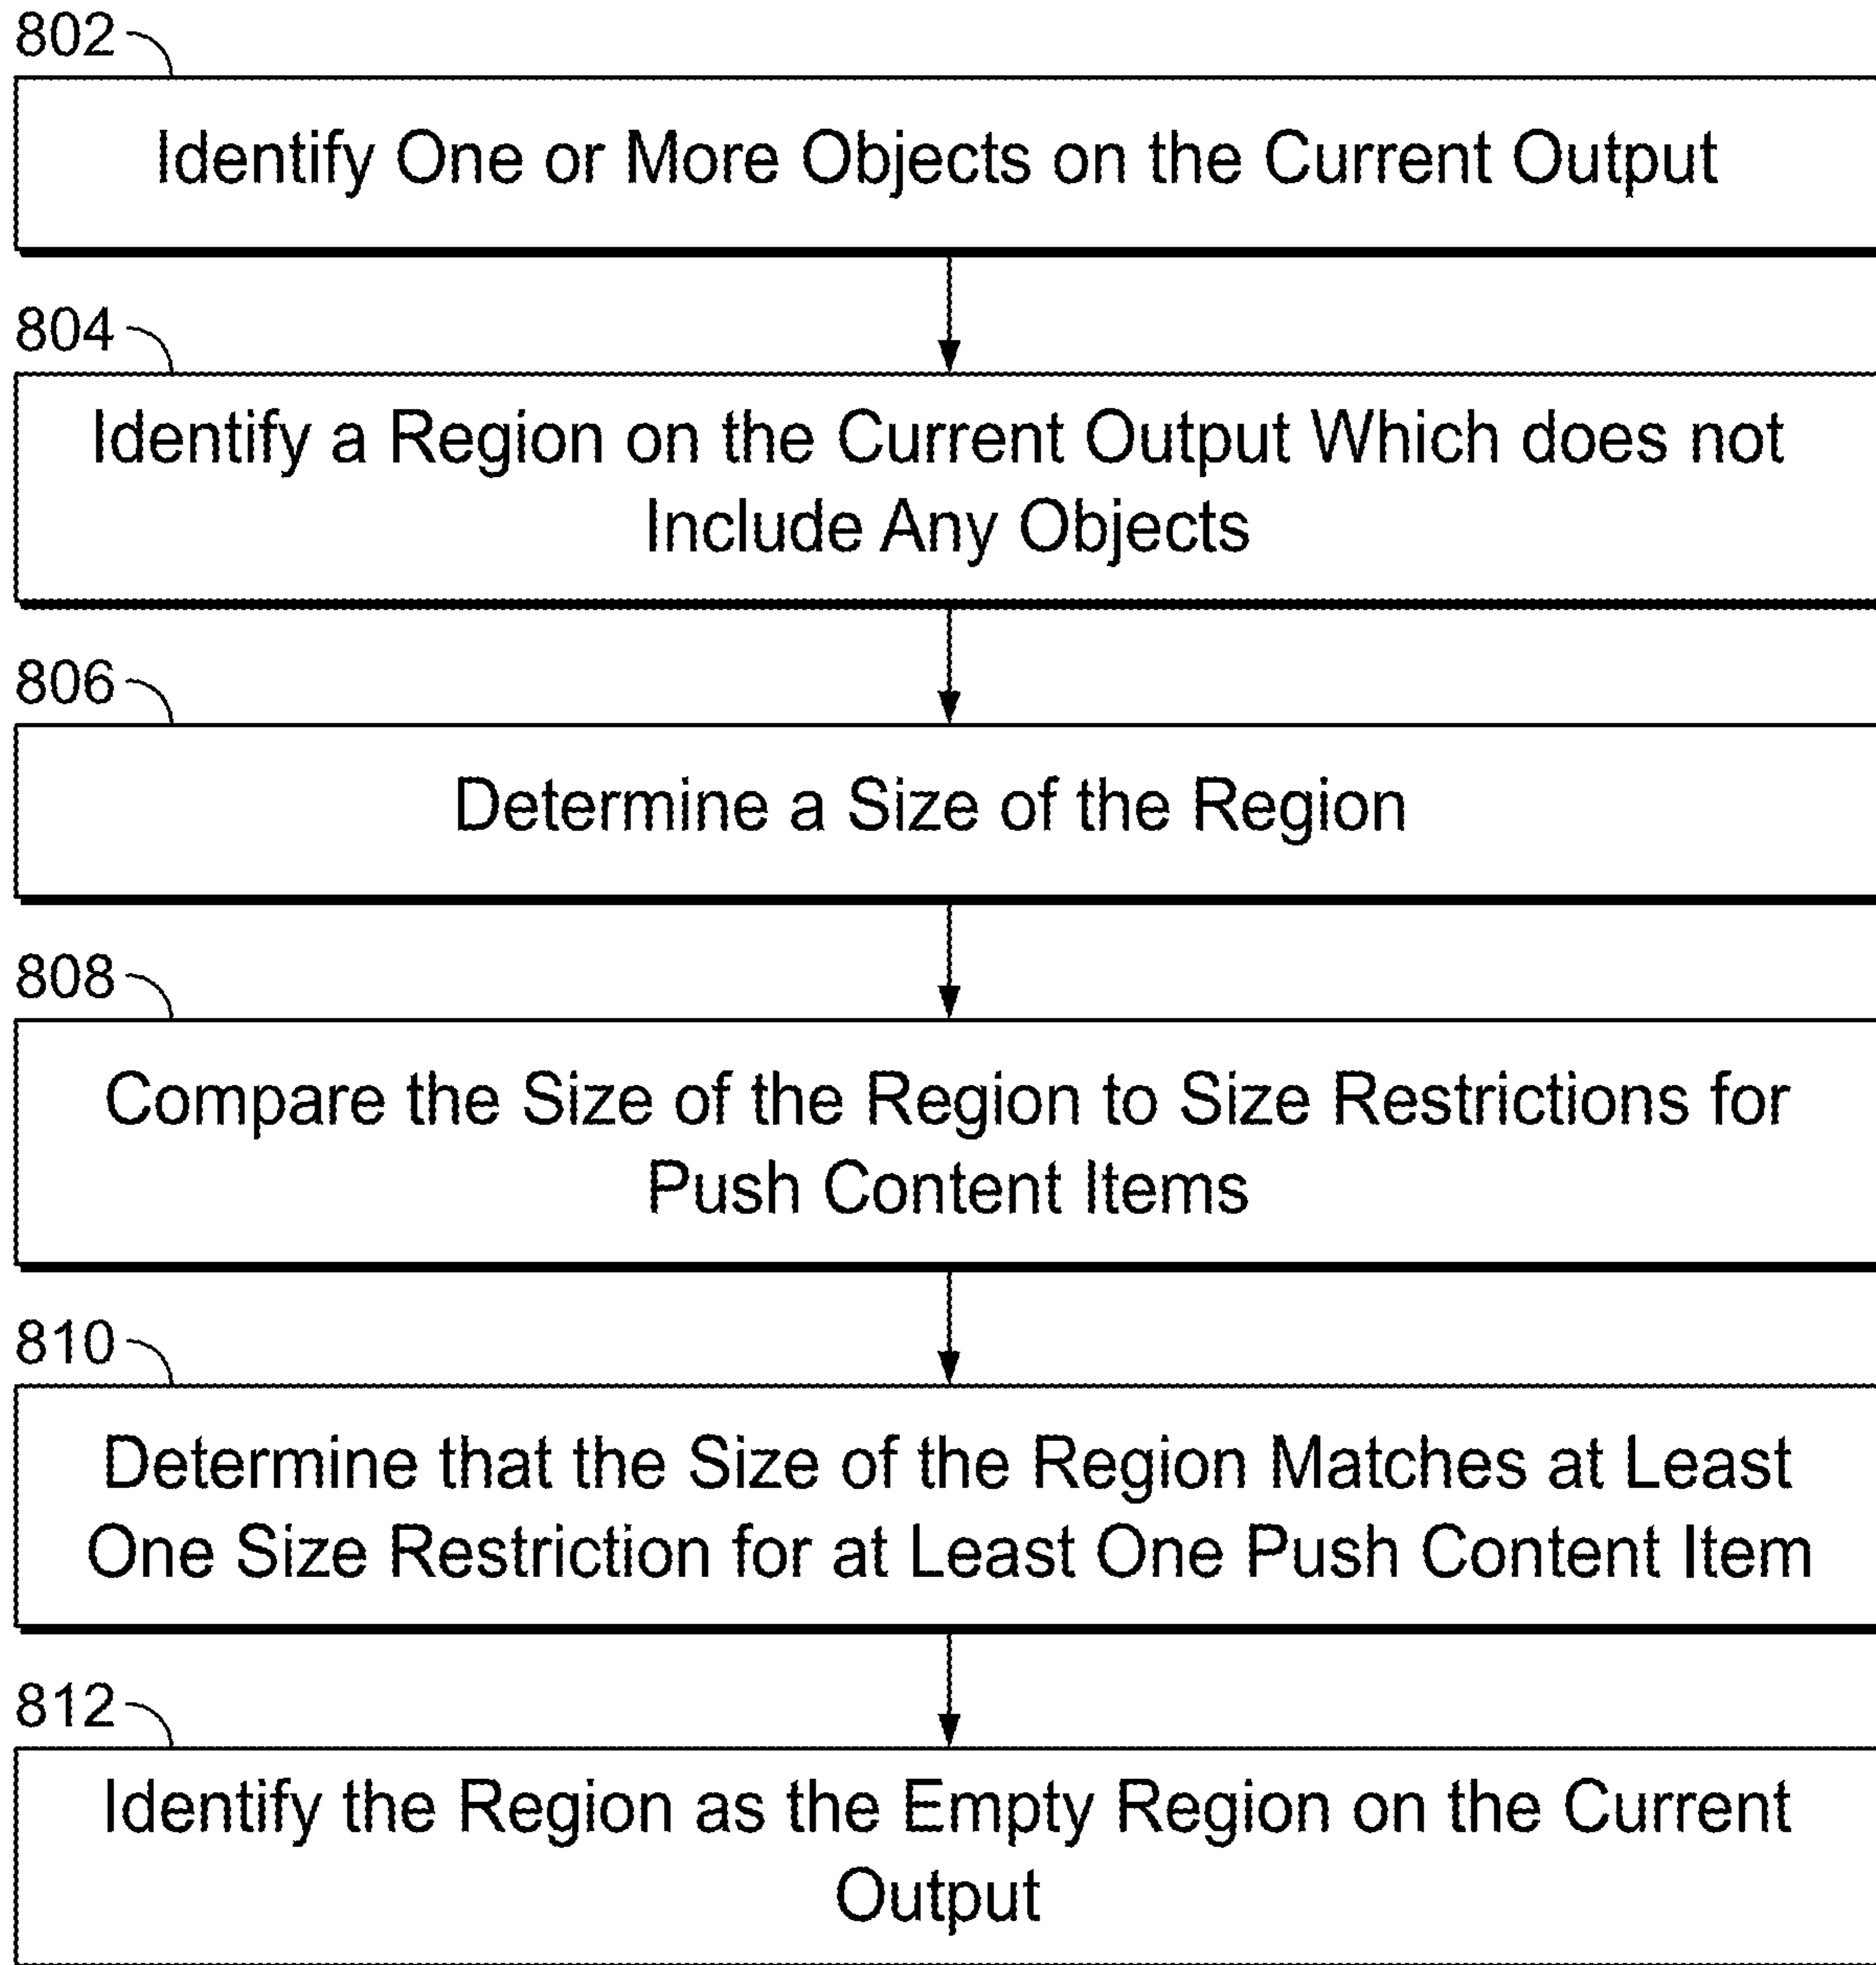 802
Identify One or More Objects on the Current Output
804
Identify a Region on the Current Output Which does not
Include Any Objects
806
Determine a Size of the Region
808
Compare the Size of the Region to Size Restrictions for
Push Content Items
810
Determine that the Size of the Region Matches at Least
One Size Restriction for at Least One Push Content Item
812
Identify the Region as the Empty Region on the Current
Output